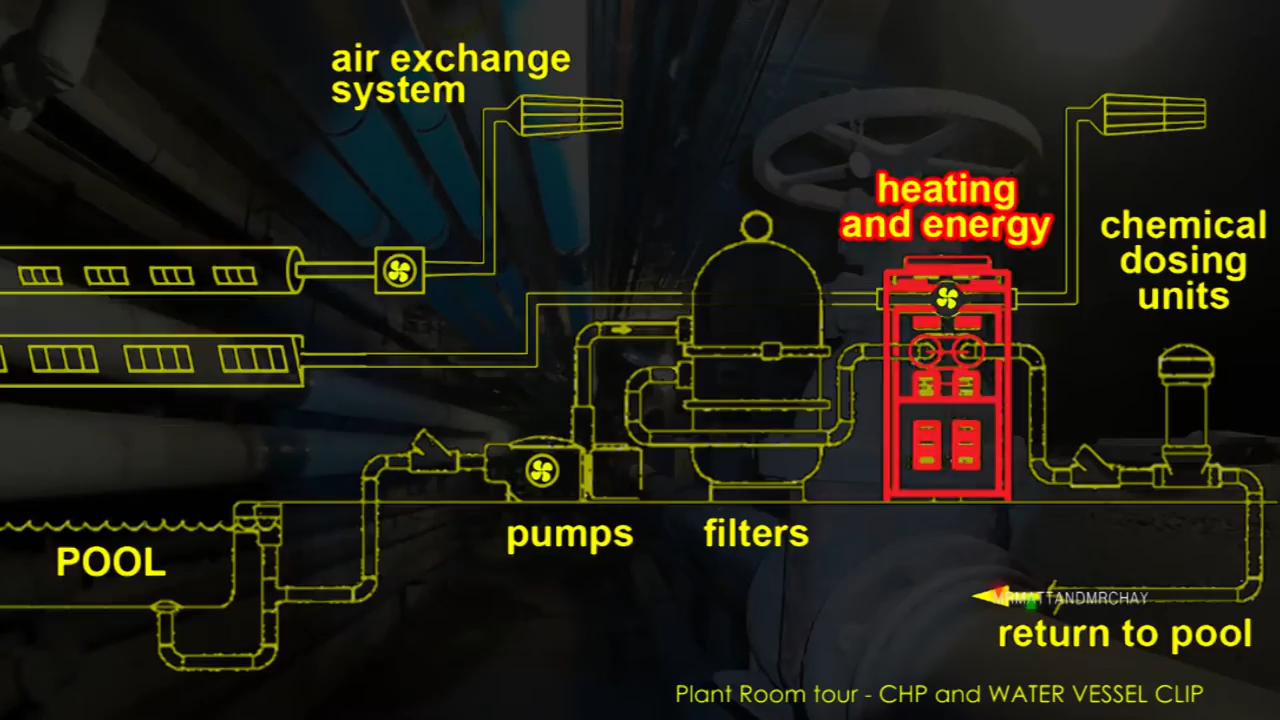 air exchange
system
heating
and energy
chemical
dosing
units
pumps
filters
POOL
MRMATTANDMRCHAY
return to pool
Plant Room tour - CHP and WATER VESSEL CLIP